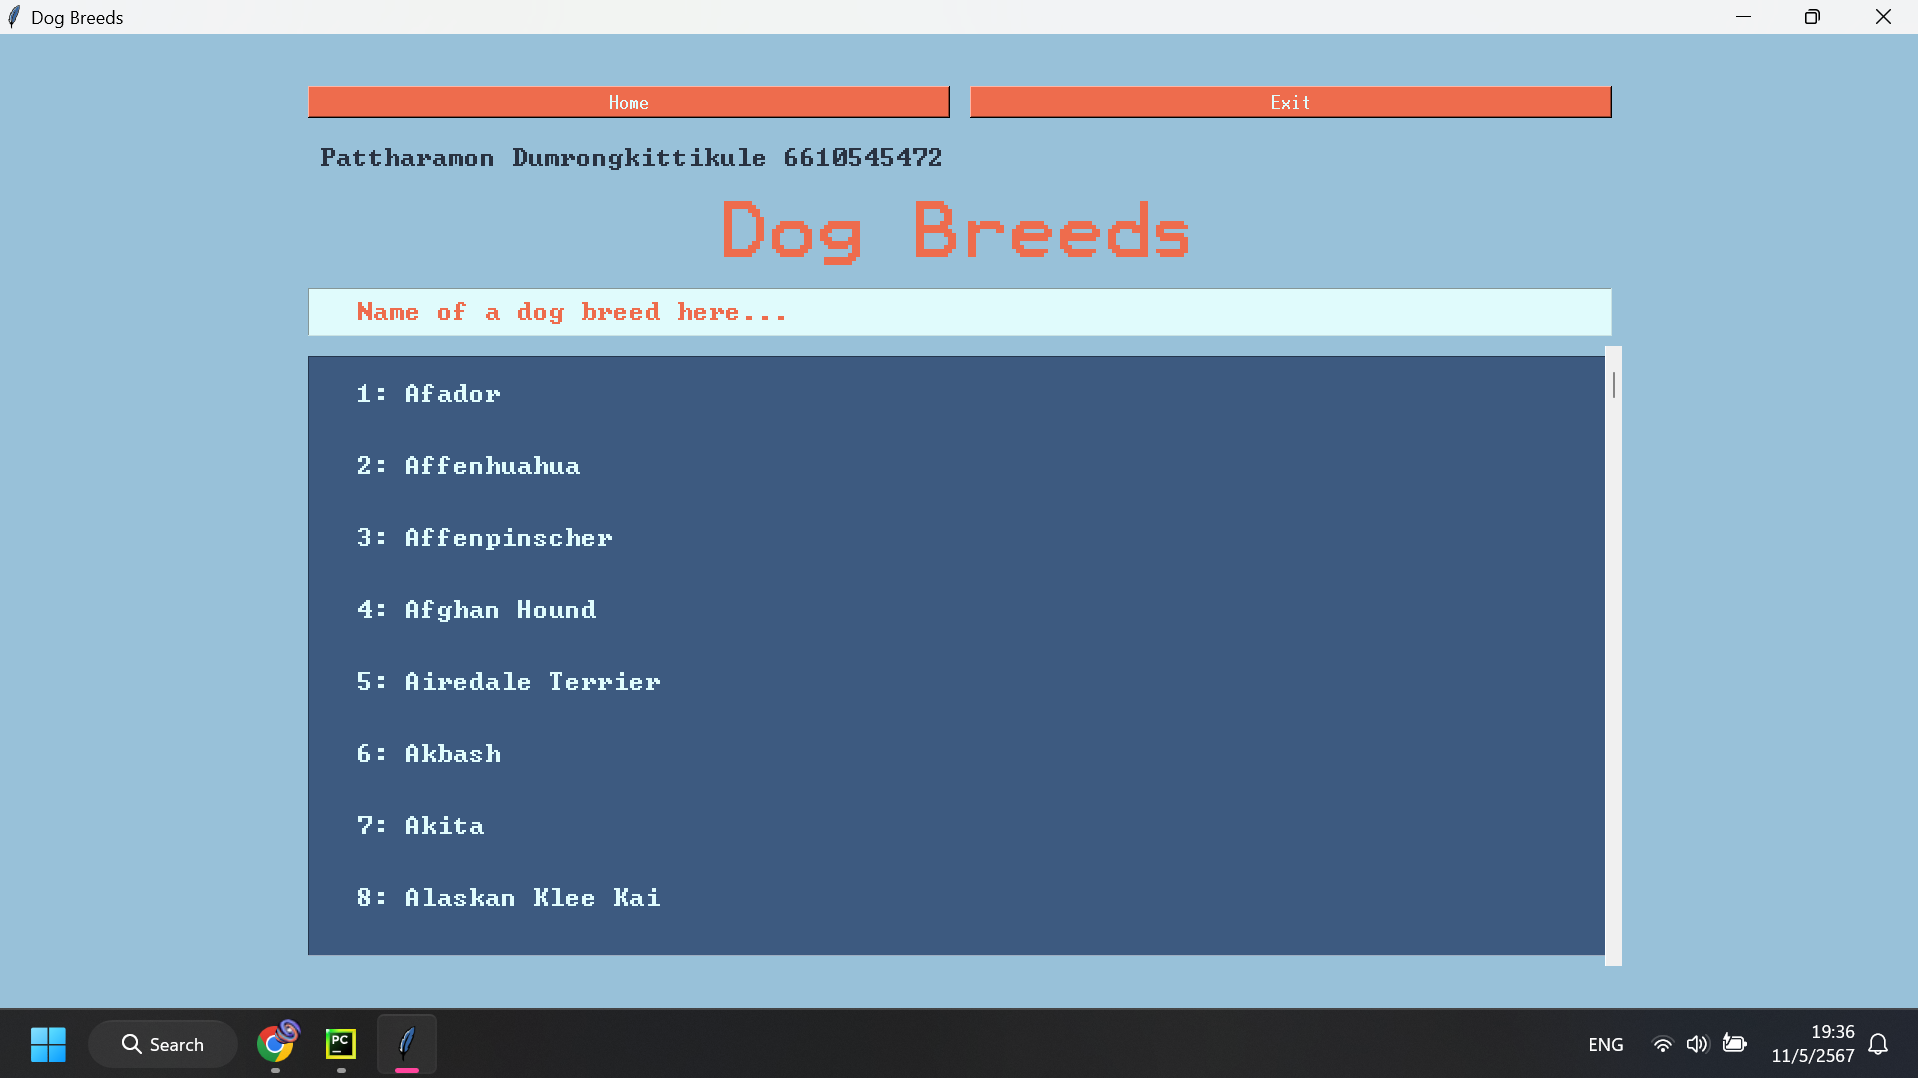 Dog Breeds
Home
Exit
Pattharamon Dumrongkittikule 6610545472
Dog Breeds
Name of a dog breed here...
1: Afador
2: Affenhuahua
3: Affenpinscher
4: Afghan Hound
5: Airedale Terrier
6: Akbash
7: Akita
8: Alaskan Klee Kai
Search
PC
ENG
19:36
11/5/2567